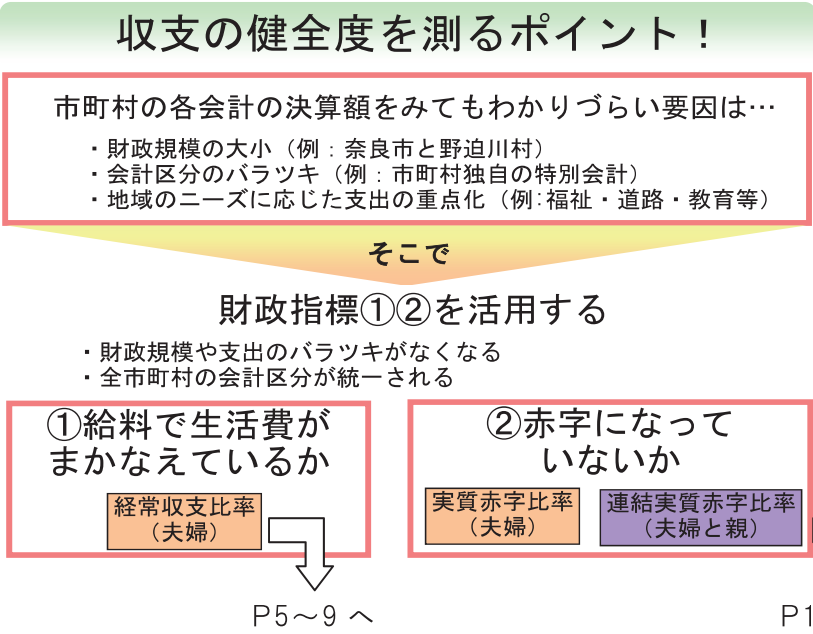 収支の健全度を測るポイント！
市町村の各会計の決算額をみてもわかりづらい要因は…
・財政規模の大小（例：奈良市と野迫川村）
・会計区分のバラツキ（例：市町村独自の特別会計）
・地域のニーズに応じた支出の重点化（例：福祉・道路・教育等）
そこで
財政指標①②を活用する
・財政規模や支出のバラツキがなくなる
・全市町村の会計区分が統一される
①給料で生活費が
まかなえているか
経常収支比率
（夫婦）
P5～9 へ
②赤字になって
いないか
実質赤字比率
（夫婦）
連結実質赤字比率
（夫婦と親）
P1